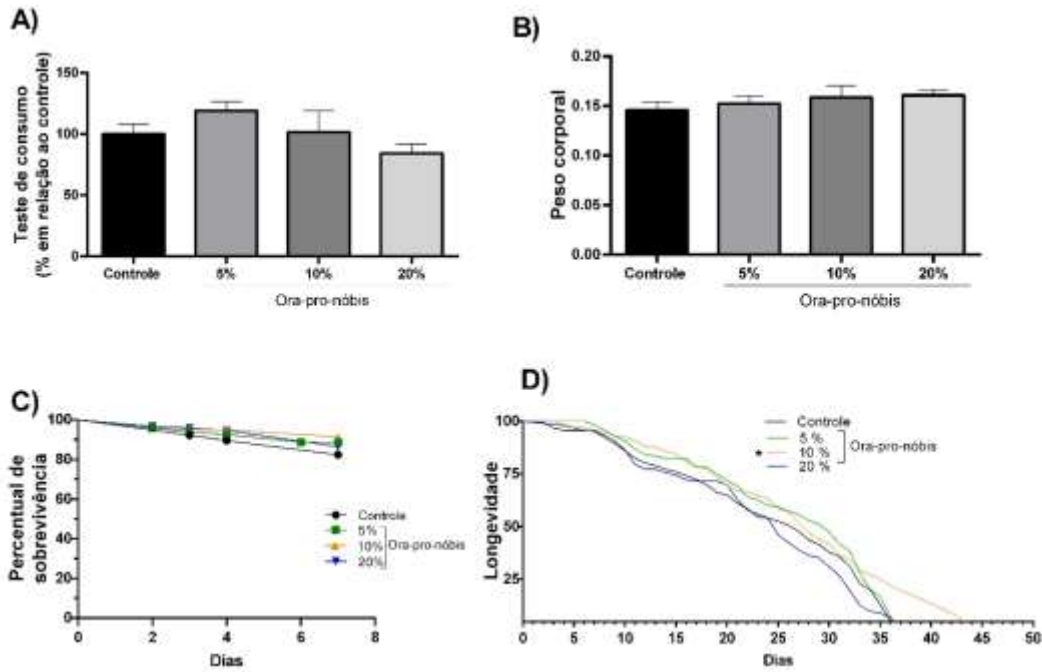 A)
Teste de consumo
(% em relação ao controle)
150
100
50
0
Controle 5% 10% 20%
Ora-pro-nóbis
B)
Peso corporal
0.20
0.15
0.10
0.05
0.00
Controle 5% 10% 20%
Ora-pro-nóbis
C)
Percentual de
sobrevivência
100
80
60
40
20
0
0 2 4 6 8
Dias
Controle
5%
10%
20%
Ora-pro-nóbis
D)
Longevidade
100
75
50
25
0 5 10 15 20 25 30 35 40 45 50
Dias
Controle
5 %
* 10 %
20 %
Ora-pro-nóbis